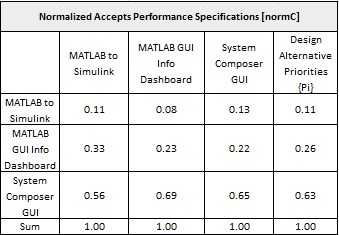 Normalized Accepts Performance Specifications [normC]
MATLAB to Simulink MATLAB GUI Info Dashboard System Composer GUI Design Alternative Priorities {Pi}
MATLAB to Simulink 0.11 0.08 0.13 0.11
MATLAB GUI Info Dashboard 0.33 0.23 0.22 0.26
System Composer GUI 0.56 0.69 0.65 0.63
Sum 1.00 1.00 1.00 1.00